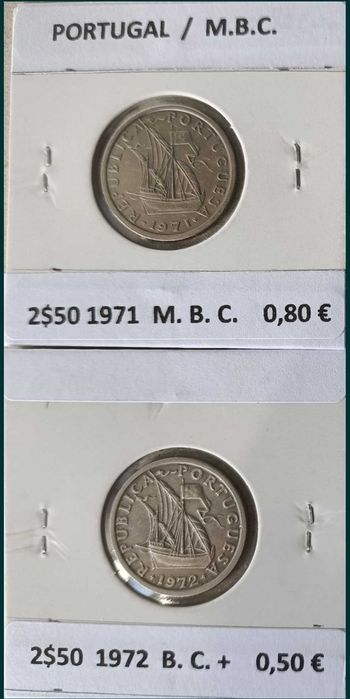 PORTUGAL / M.B.C.
REPUBLICA PORTUGUESA
1971
2$50 1971 M. B. C. 0,80 €
REPUBLICA PORTUGUESA
1972
2$50 1972 B. C. + 0,50 €